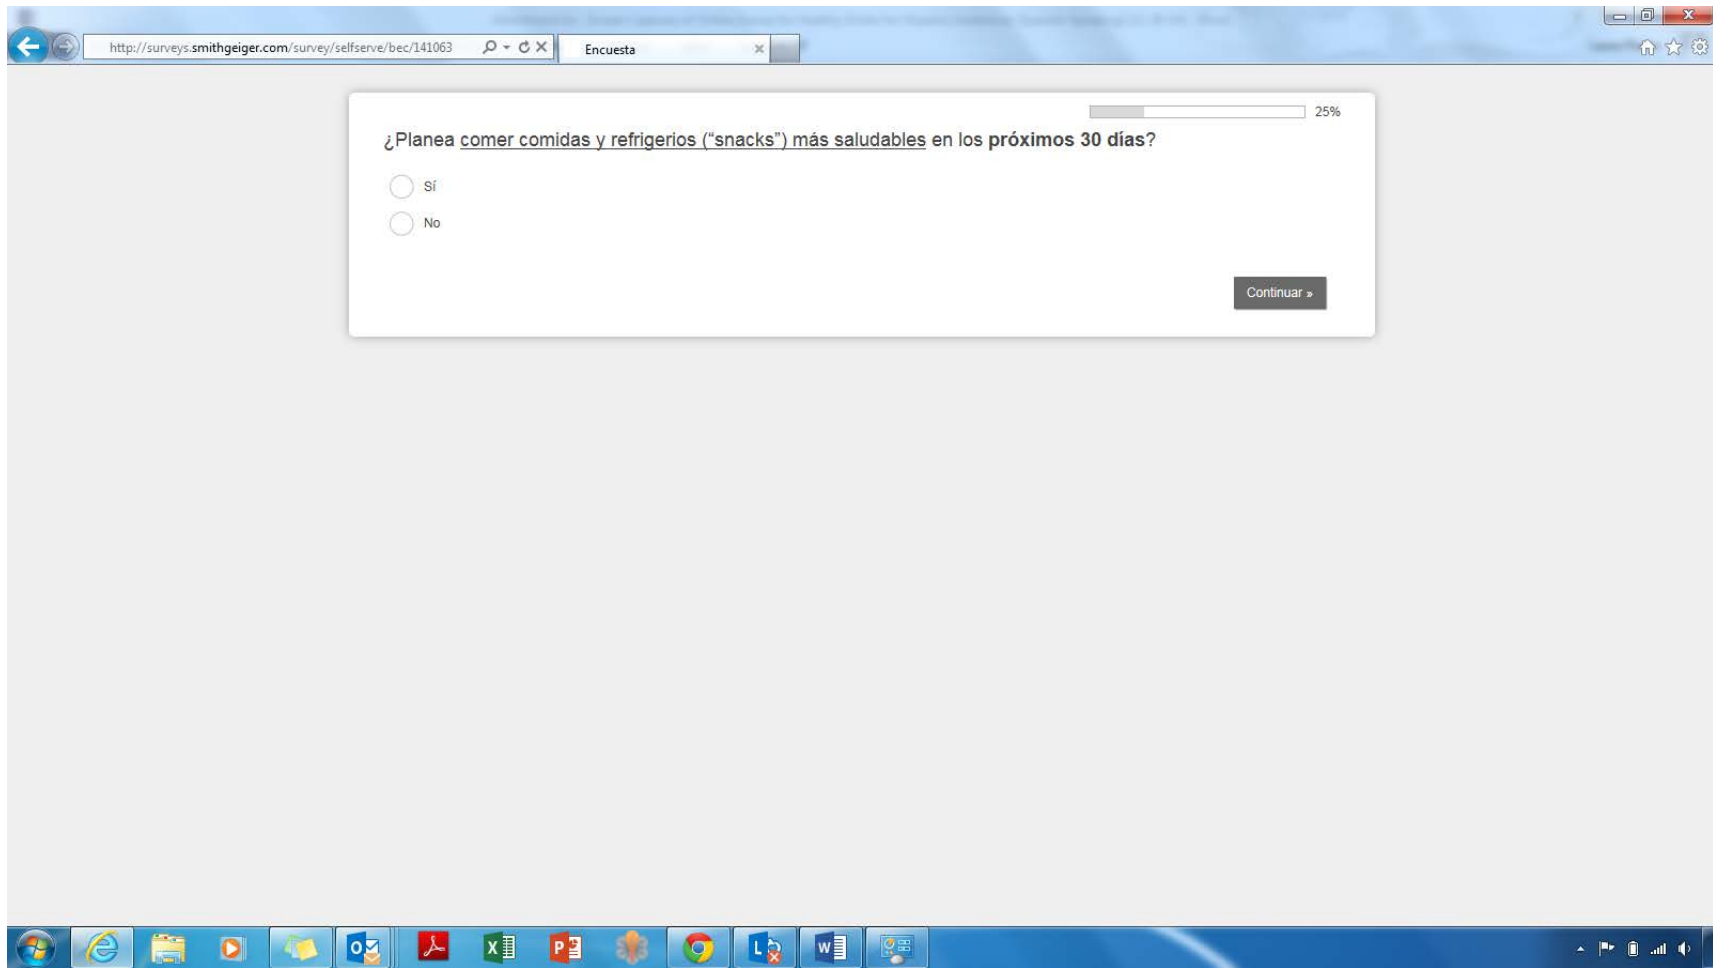 http://surveys.smithgeiger.com/survey/selfserve/bec/141063
Encuesta
25%
¿Planea comer comidas y refrigerios (“snacks”) más saludables en los próximos 30 días?
Sí
No
Continuar »